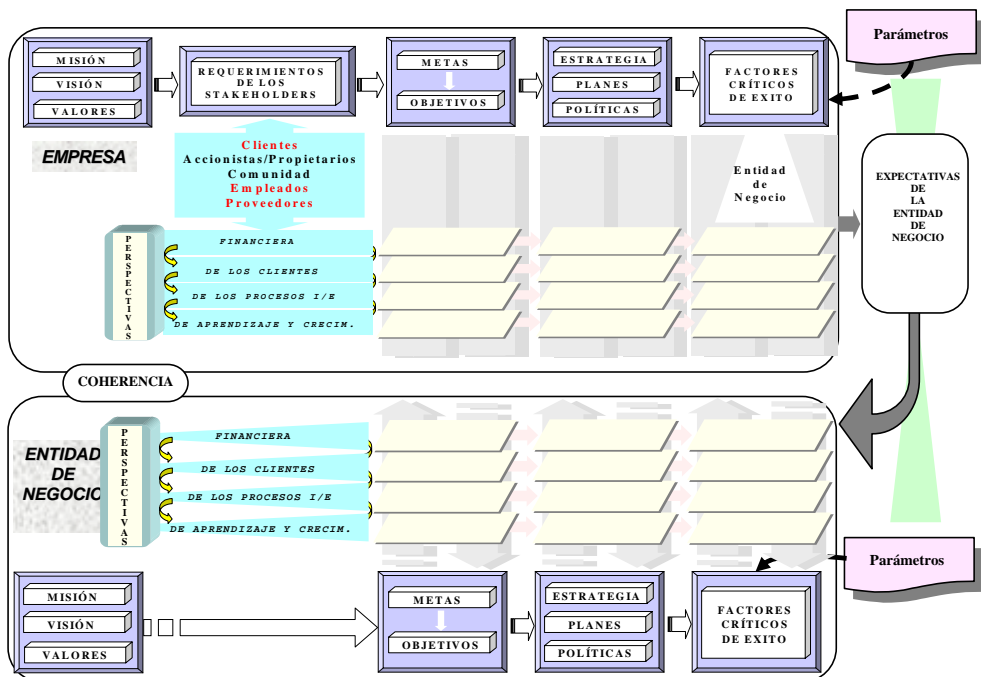 Parámetros
MISIÓN
VISIÓN
VALORES
REQUERIMIENTOS
DE LOS
STAKEHOLDERS
METAS
OBJETIVOS
ESTRATEGIA
PLANES
POLÍTICAS
FACTORES
CRÍTICOS
DE EXITO
EMPRESA
Clientes
Accionistas/Propietarios
Comunidad
Empleados
Proveedores
Entidad
de
Negocio
EXPECTATIVAS
DE
LA
ENTIDAD
DE
NEGOCIO
PERSPECTIVAS
FINANCIERA
DE LOS CLIENTES
DE LOS PROCESOS I/E
DE APRENDIZAJE Y CRECIM.
COHERENCIA
ENTIDAD
DE
NEGOCIO
PERSPECTIVAS
FINANCIERA
DE LOS CLIENTES
DE LOS PROCESOS I/E
DE APRENDIZAJE Y CRECIM.
Parámetros
MISIÓN
VISIÓN
VALORES
METAS
OBJETIVOS
ESTRATEGIA
PLANES
POLÍTICAS
FACTORES
CRÍTICOS
DE EXITO